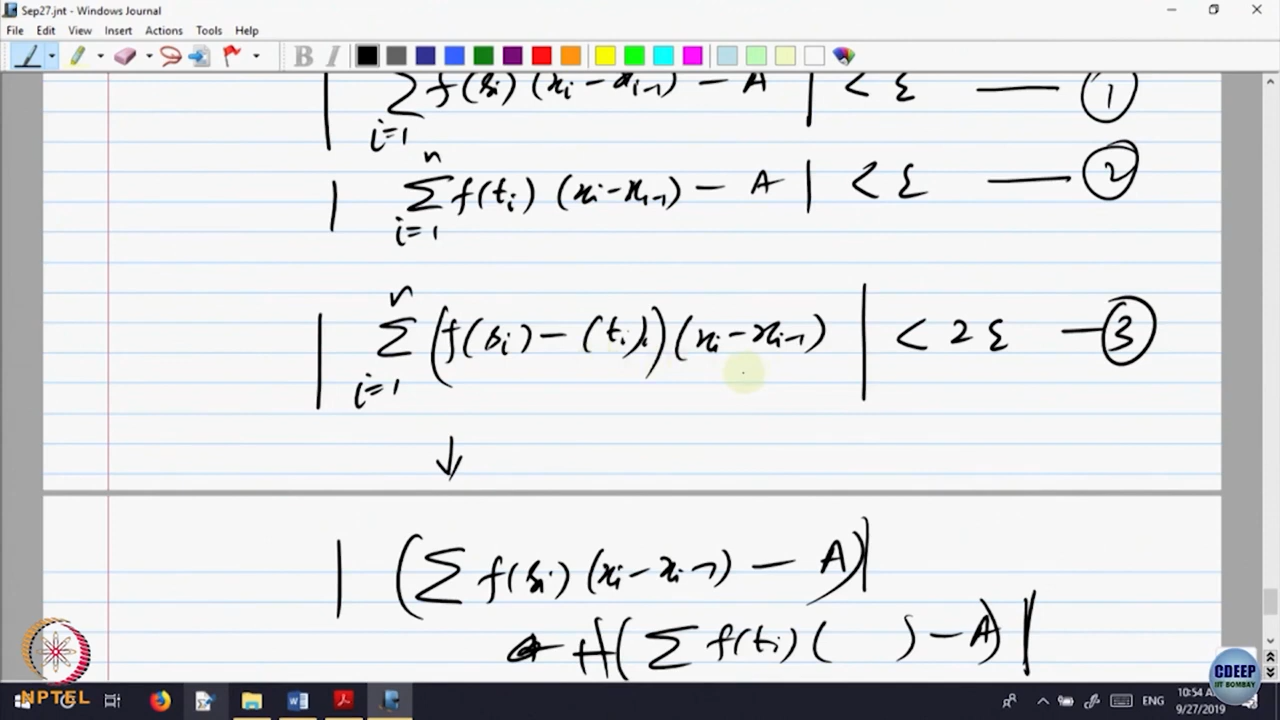 Sep27.jnt - Windows Journal
File Edit View Insert Actions Tools Help
| ∑ i=1 f(si) (xi - xi-1) - A | < ε —— ①
| n ∑ i=1 f(ti) (xi - xi-1) - A | < ε —— ②
| n ∑ i=1 (f(si) - (ti)) (xi - xi-1) | < 2ε — ③
↓
| (∑ f(si) (xi - xi-1) - A) |
+ | (∑ f(ti) ( ) - A) |
NPTEL
CDEEP
IIT BOMBAY
ENG
10:54 A
9/27/2019